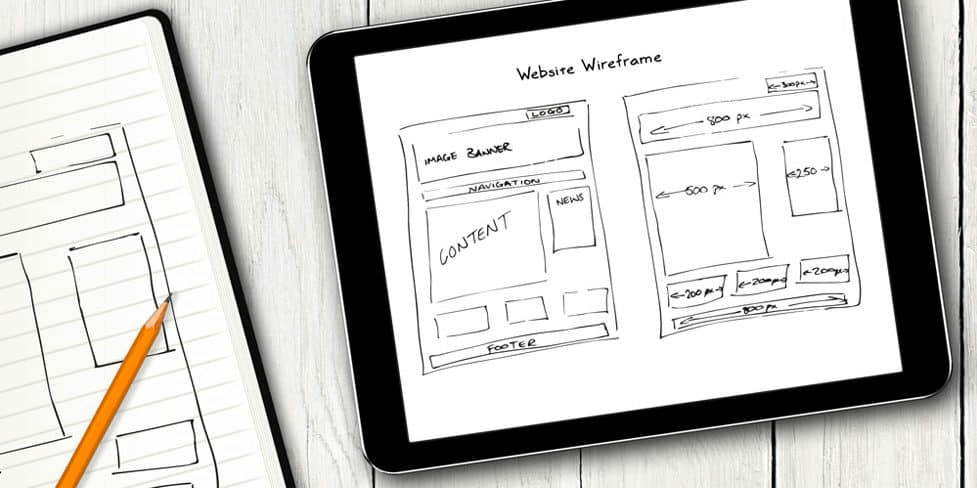 Website Wireframe
LOGO
IMAGE BANNER
NAVIGATION
CONTENT
NEWS
FOOTER
300px
800 px
500 px
250
200 px
200px
200px
800 px